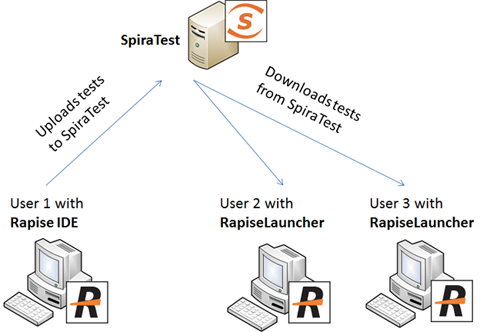 SpiraTest
S
Uploads tests
to SpiraTest
Downloads tests
from SpiraTest
User 1 with
Rapise IDE
User 2 with
RapiseLauncher
User 3 with
RapiseLauncher
R
R
R